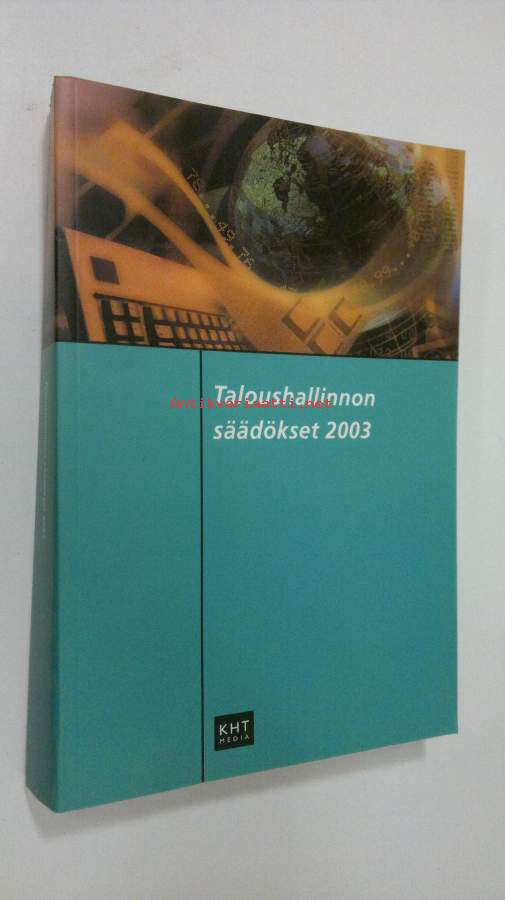 Taloushallinnon
säädökset 2003
Antikvariaatti.net
KHT
MEDIA